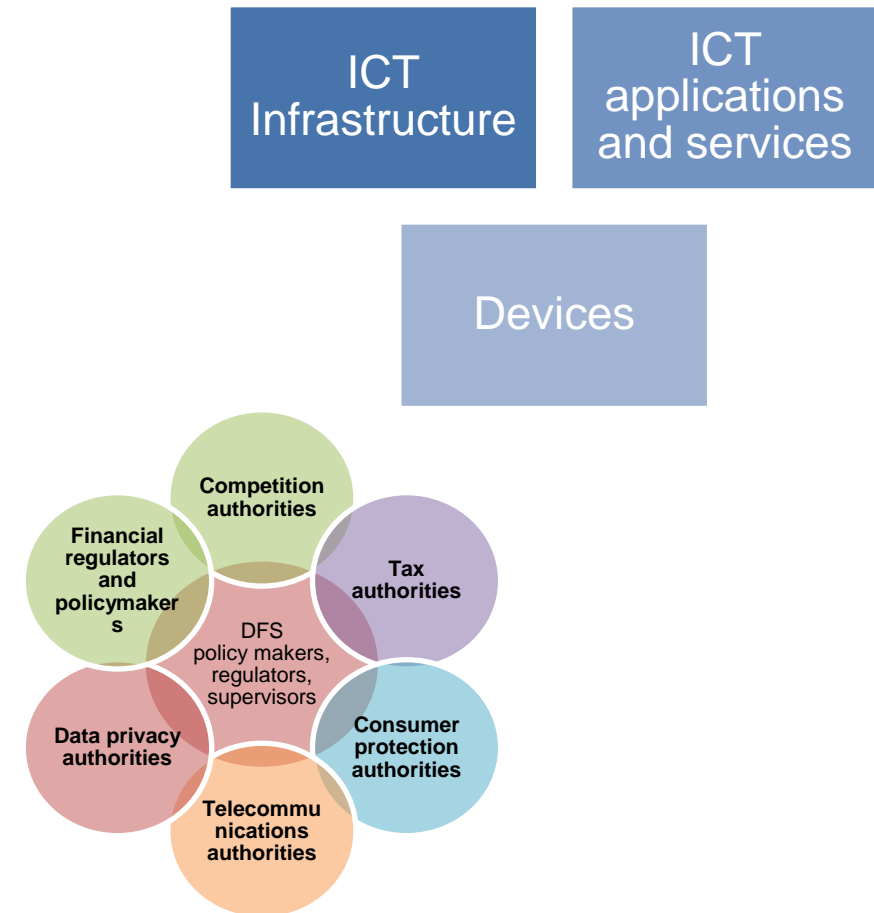 ICT
Infrastructure
ICT
applications
and services
Devices
Competition
authorities
Financial
regulators
and
policymaker
s
Tax
authorities
DFS
policy makers,
regulators,
supervisors
Data privacy
authorities
Consumer
protection
authorities
Telecommu
nications
authorities